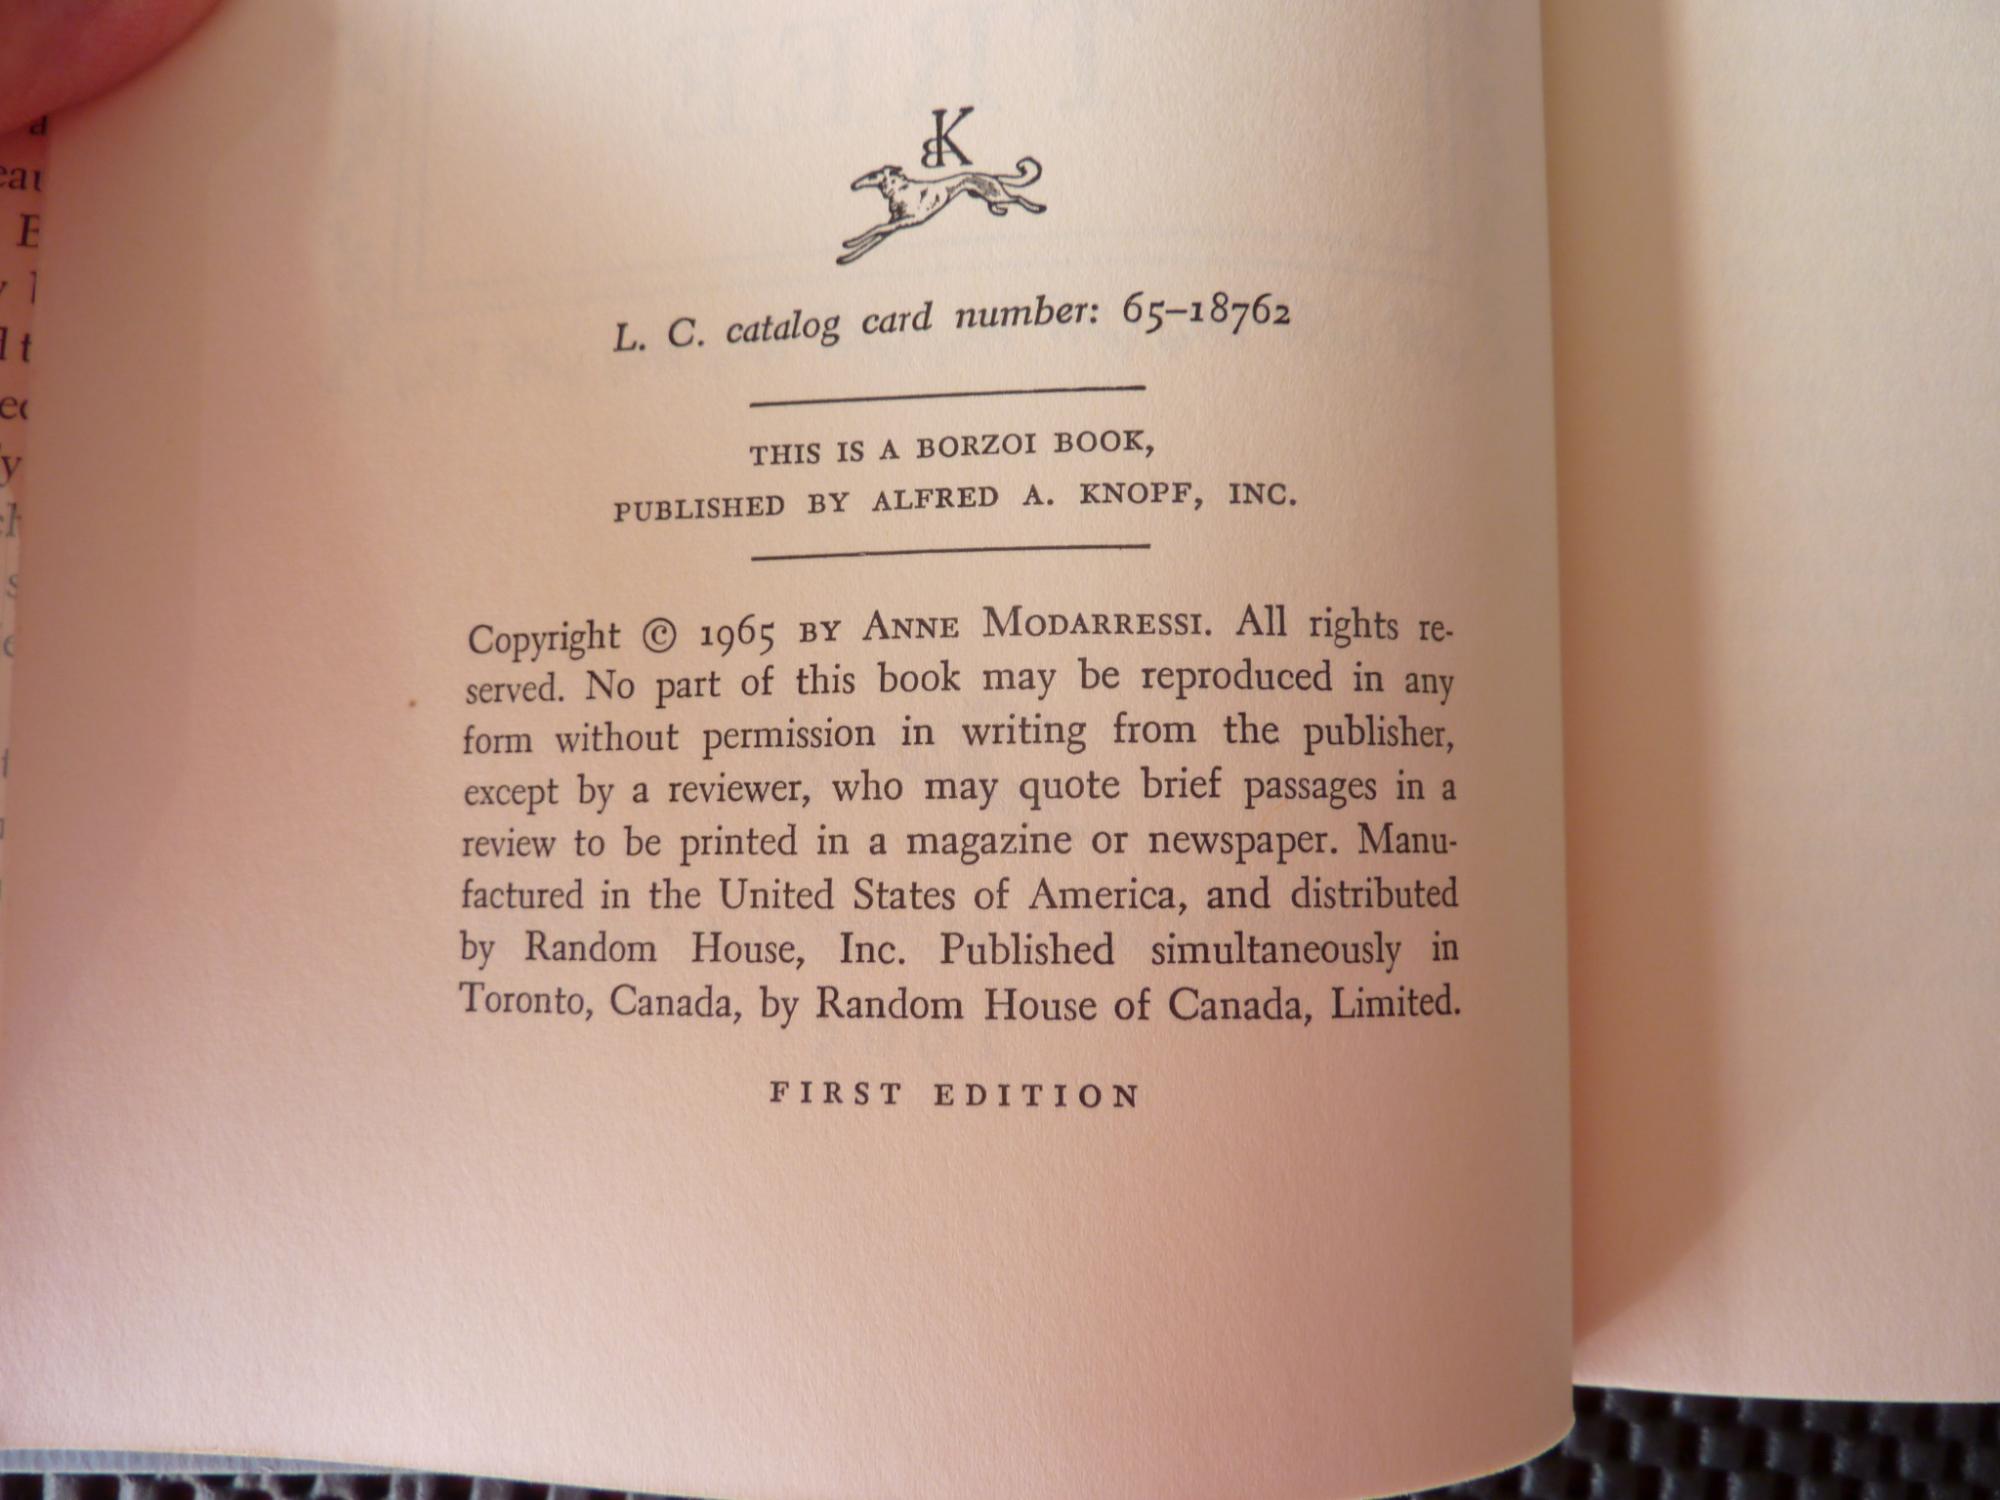 BK
L. C. catalog card number: 65–18762
THIS IS A BORZOI BOOK,
PUBLISHED BY ALFRED A. KNOPF, INC.
Copyright © 1965 BY ANNE MODARRESSI. All rights re-
served. No part of this book may be reproduced in any
form without permission in writing from the publisher,
except by a reviewer, who may quote brief passages in a
review to be printed in a magazine or newspaper. Manu-
factured in the United States of America, and distributed
by Random House, Inc. Published simultaneously in
Toronto, Canada, by Random House of Canada, Limited.
FIRST EDITION